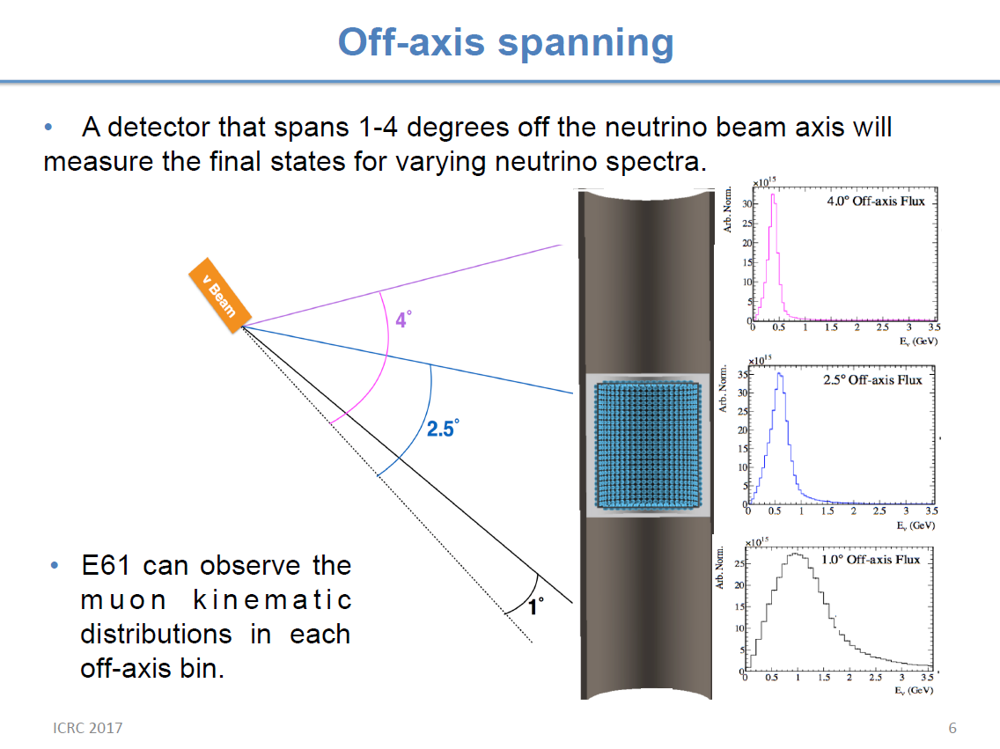 Off-axis spanning
• A detector that spans 1-4 degrees off the neutrino beam axis will
measure the final states for varying neutrino spectra.
ν Beam
4°
2.5°
1°
• E61 can observe the
muon kinematic
distributions in each
off-axis bin.
×10¹⁵
Arb. Norm.
4.0° Off-axis Flux
30
25
20
15
10
5
0
0 0.5 1 1.5 2 2.5 3 3.5
Eν (GeV)
×10¹⁵
Arb. Norm.
2.5° Off-axis Flux
35
30
25
20
15
10
5
0
0 0.5 1 1.5 2 2.5 3 3.5
Eν (GeV)
×10¹⁵
Arb. Norm.
1.0° Off-axis Flux
25
20
15
10
5
0
0 0.5 1 1.5 2 2.5 3 3.5
Eν (GeV)
ICRC 2017
6